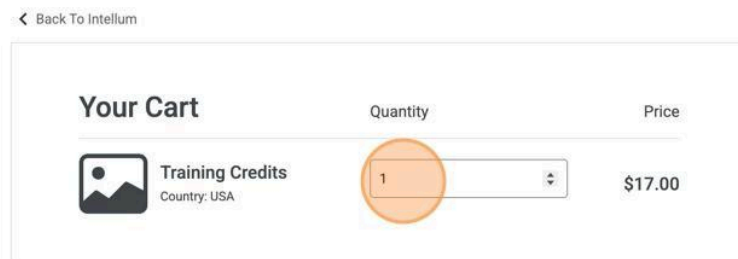 Back To Intellum
Your Cart Quantity Price
Training Credits
Country: USA
1
$17.00